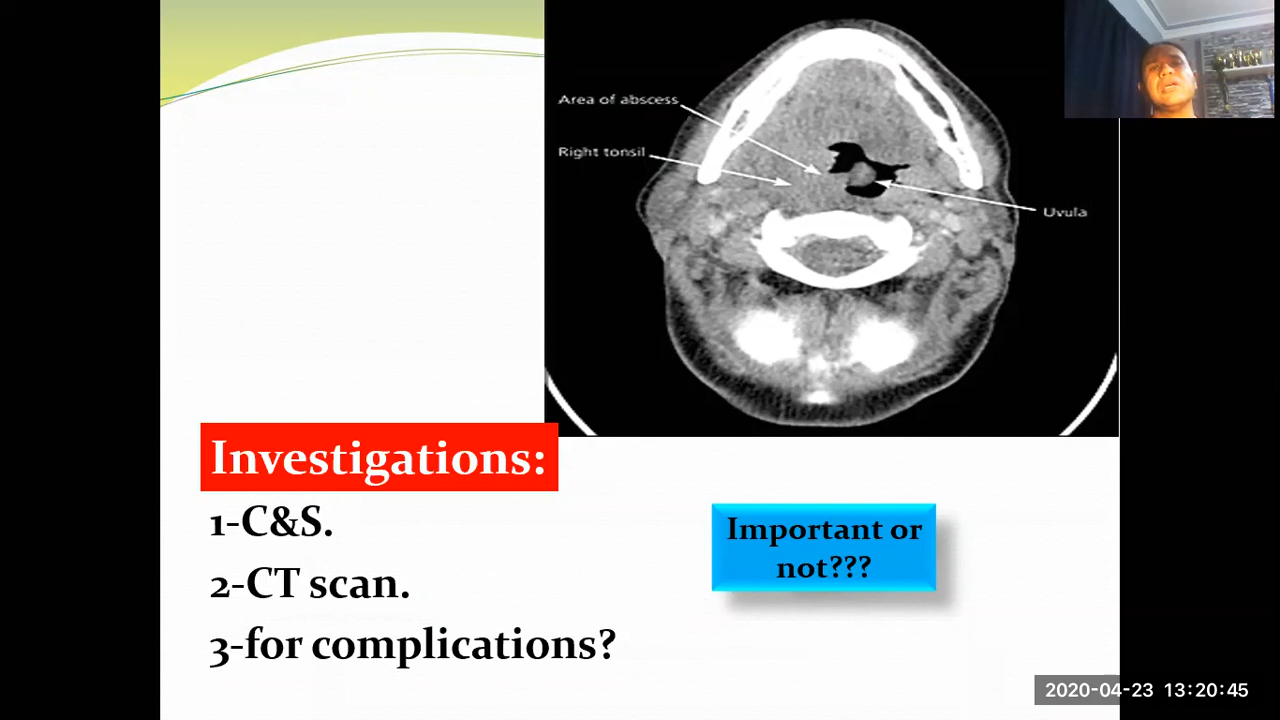 Area of abscess
Right tonsil
Uvula
Investigations:
1-C&S.
2-CT scan.
3-for complications?
Important or
not???
2020-04-23 13:20:45